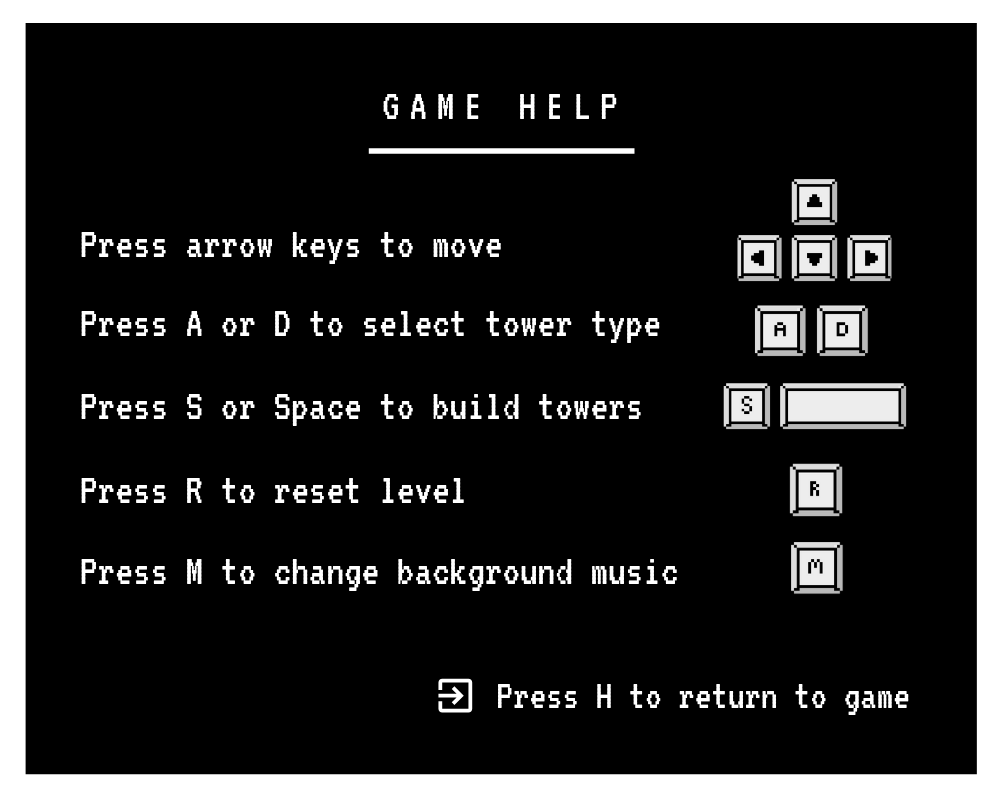 GAME HELP
Press arrow keys to move
Press A or D to select tower type
A D
Press S or Space to build towers
S
Press R to reset level
R
Press M to change background music
M
Press H to return to game